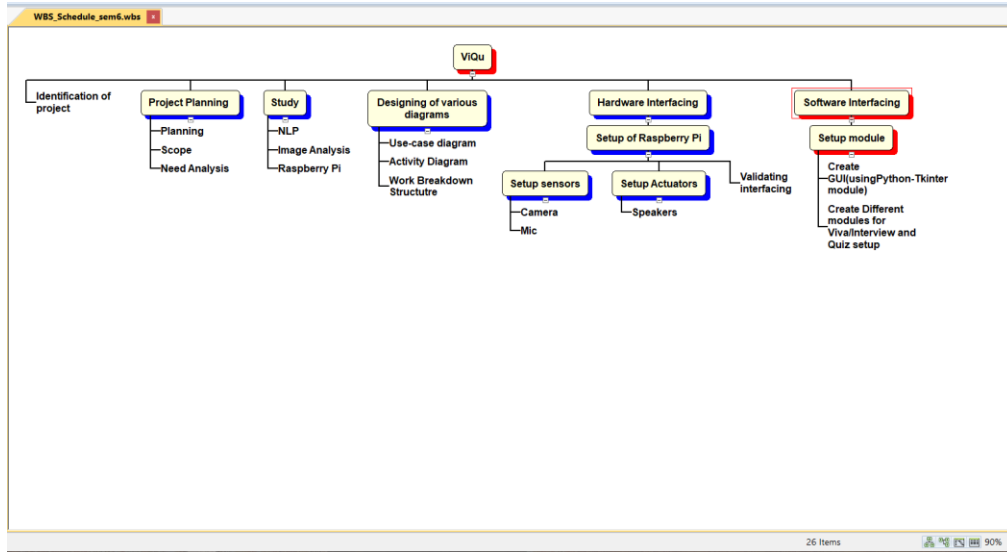 WBS_Schedule_sem6.wbs
x
ViQu
Identification of
project
Project Planning
Planning
Scope
Need Analysis
Study
NLP
Image Analysis
Raspberry Pi
Designing of various
diagrams
Use-case diagram
Activity Diagram
Work Breakdown
Structutre
Hardware Interfacing
Setup of Raspberry Pi
Setup sensors
Camera
Mic
Setup Actuators
Speakers
Validating
interfacing
Software Interfacing
Setup module
Create
GUI(usingPython-Tkinter
module)
Create Different
modules for
Viva/Interview and
Quiz setup
26 Items
90%